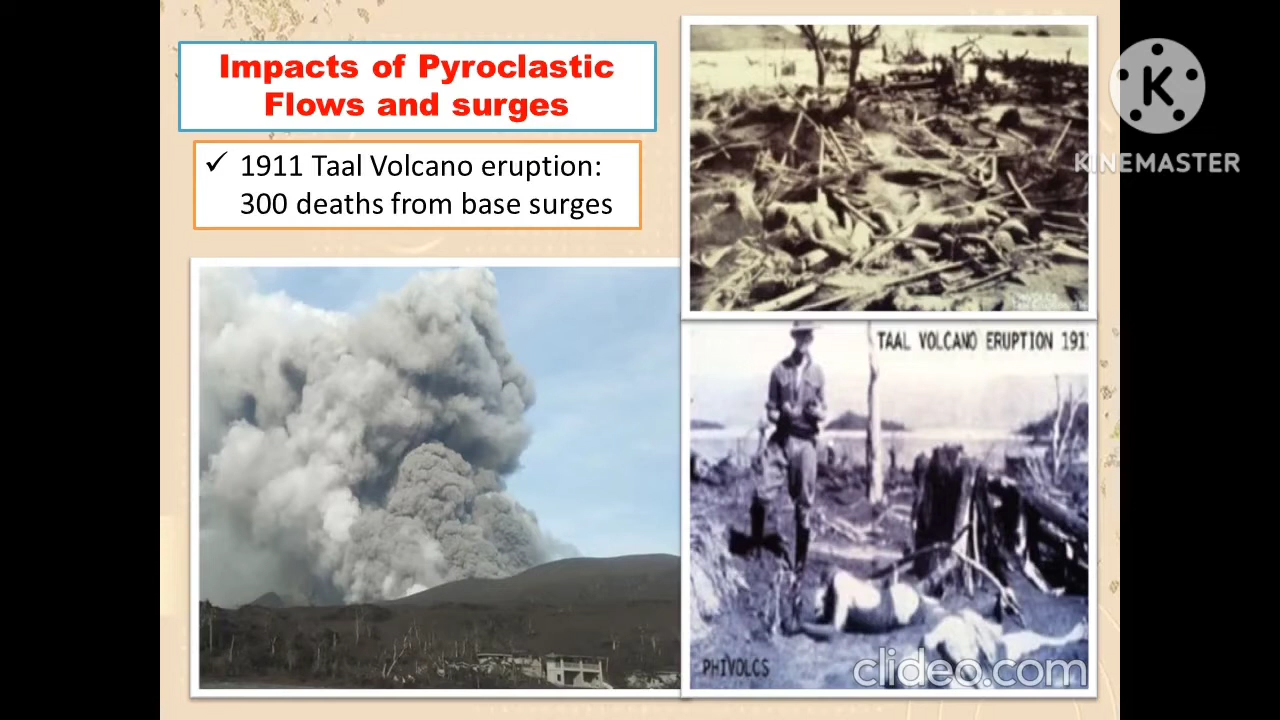 Impacts of Pyroclastic
Flows and surges
✓ 1911 Taal Volcano eruption:
300 deaths from base surges
K
KINEMASTER
TAAL VOLCANO ERUPTION 191
PHIVOLCS
clideo.com